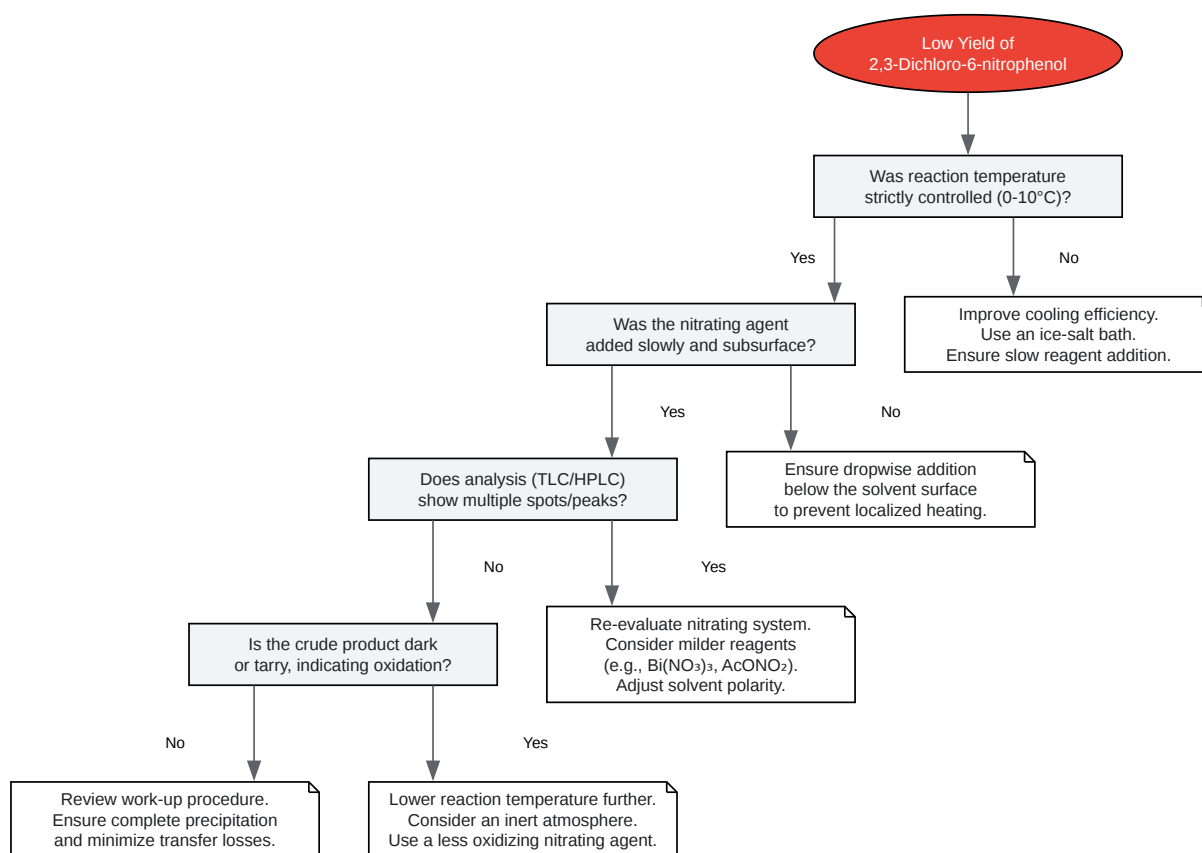 Low Yield of
2,3-Dichloro-6-nitrophenol
Was reaction temperature
strictly controlled (0-10°C)?
Yes
No
Improve cooling efficiency.
Use an ice-salt bath.
Ensure slow reagent addition.
Was the nitrating agent
added slowly and subsurface?
Yes
No
Ensure dropwise addition
below the solvent surface
to prevent localized heating.
Does analysis (TLC/HPLC)
show multiple spots/peaks?
No
Yes
Re-evaluate nitrating system.
Consider milder reagents
(e.g., Bi(NO₃)₃, AcONO₂).
Adjust solvent polarity.
Is the crude product dark
or tarry, indicating oxidation?
No
Yes
Review work-up procedure.
Ensure complete precipitation
and minimize transfer losses.
Lower reaction temperature further.
Consider an inert atmosphere.
Use a less oxidizing nitrating agent.